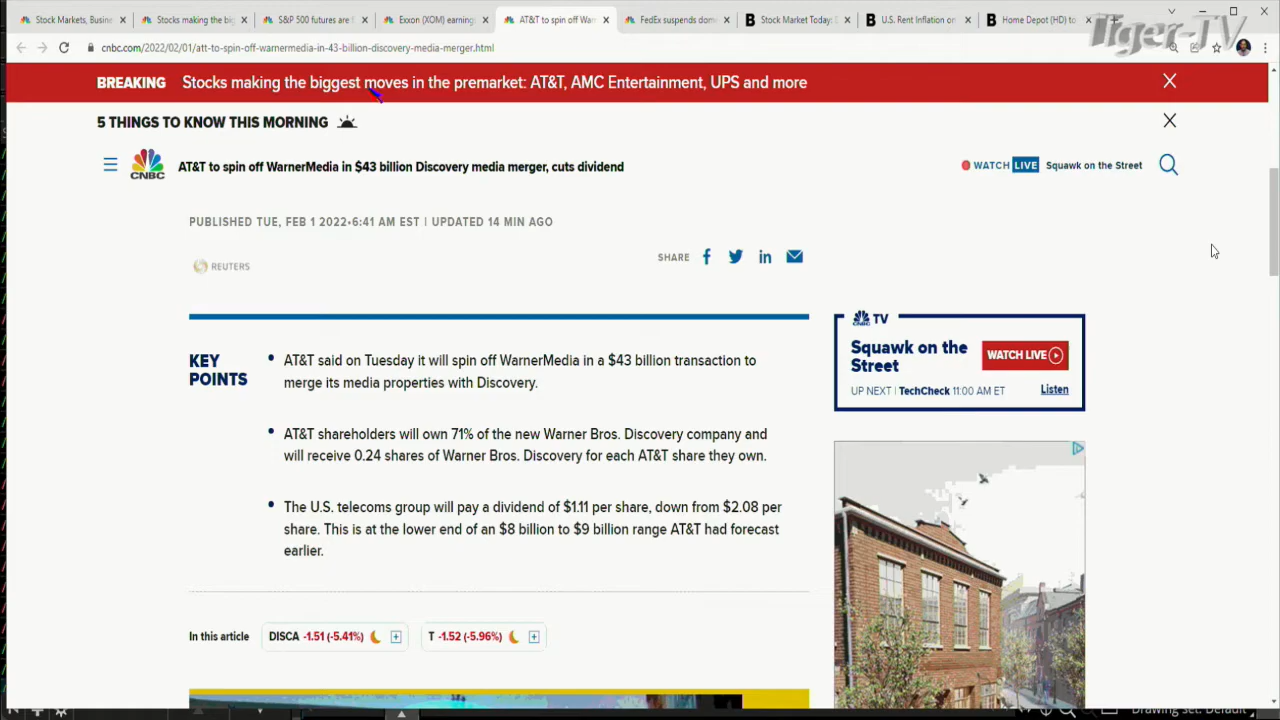 Stock Markets, Busine
Stocks making the big
S&P 500 futures are f
Exxon (XOM) earning
AT&T to spin off War
FedEx suspends dome
Stock Market Today: D
U.S. Rent Inflation on
Home Depot (HD) to
Tiger-TV
cnbc.com/2022/02/01/att-to-spin-off-warnermedia-in-43-billion-discovery-media-merger.html
BREAKING Stocks making the biggest moves in the premarket: AT&T, AMC Entertainment, UPS and more
5 THINGS TO KNOW THIS MORNING
CNBC
AT&T to spin off WarnerMedia in $43 billion Discovery media merger, cuts dividend
WATCH LIVE Squawk on the Street
PUBLISHED TUE, FEB 1 2022•6:41 AM EST | UPDATED 14 MIN AGO
REUTERS
SHARE
KEY
POINTS
AT&T said on Tuesday it will spin off WarnerMedia in a $43 billion transaction to
merge its media properties with Discovery.
AT&T shareholders will own 71% of the new Warner Bros. Discovery company and
will receive 0.24 shares of Warner Bros. Discovery for each AT&T share they own.
The U.S. telecoms group will pay a dividend of $1.11 per share, down from $2.08 per
share. This is at the lower end of an $8 billion to $9 billion range AT&T had forecast
earlier.
In this article DISCA -1.51 (-5.41%) T -1.52 (-5.96%)
TV
Squawk on the
Street
WATCH LIVE
UP NEXT | TechCheck 11:00 AM ET Listen
Drawing set: Default